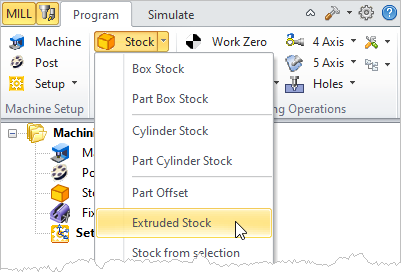 MILL Program Simulate
Machine Stock Work Zero 4 Axis
Post 5 Axis
Setup Holes
Machine Setup
Box Stock
Part Box Stock
Cylinder Stock
Part Cylinder Stock
Part Offset
Extruded Stock
Stock from selection
ng Operations
Machin
M
Po
Sto
Fix
Set